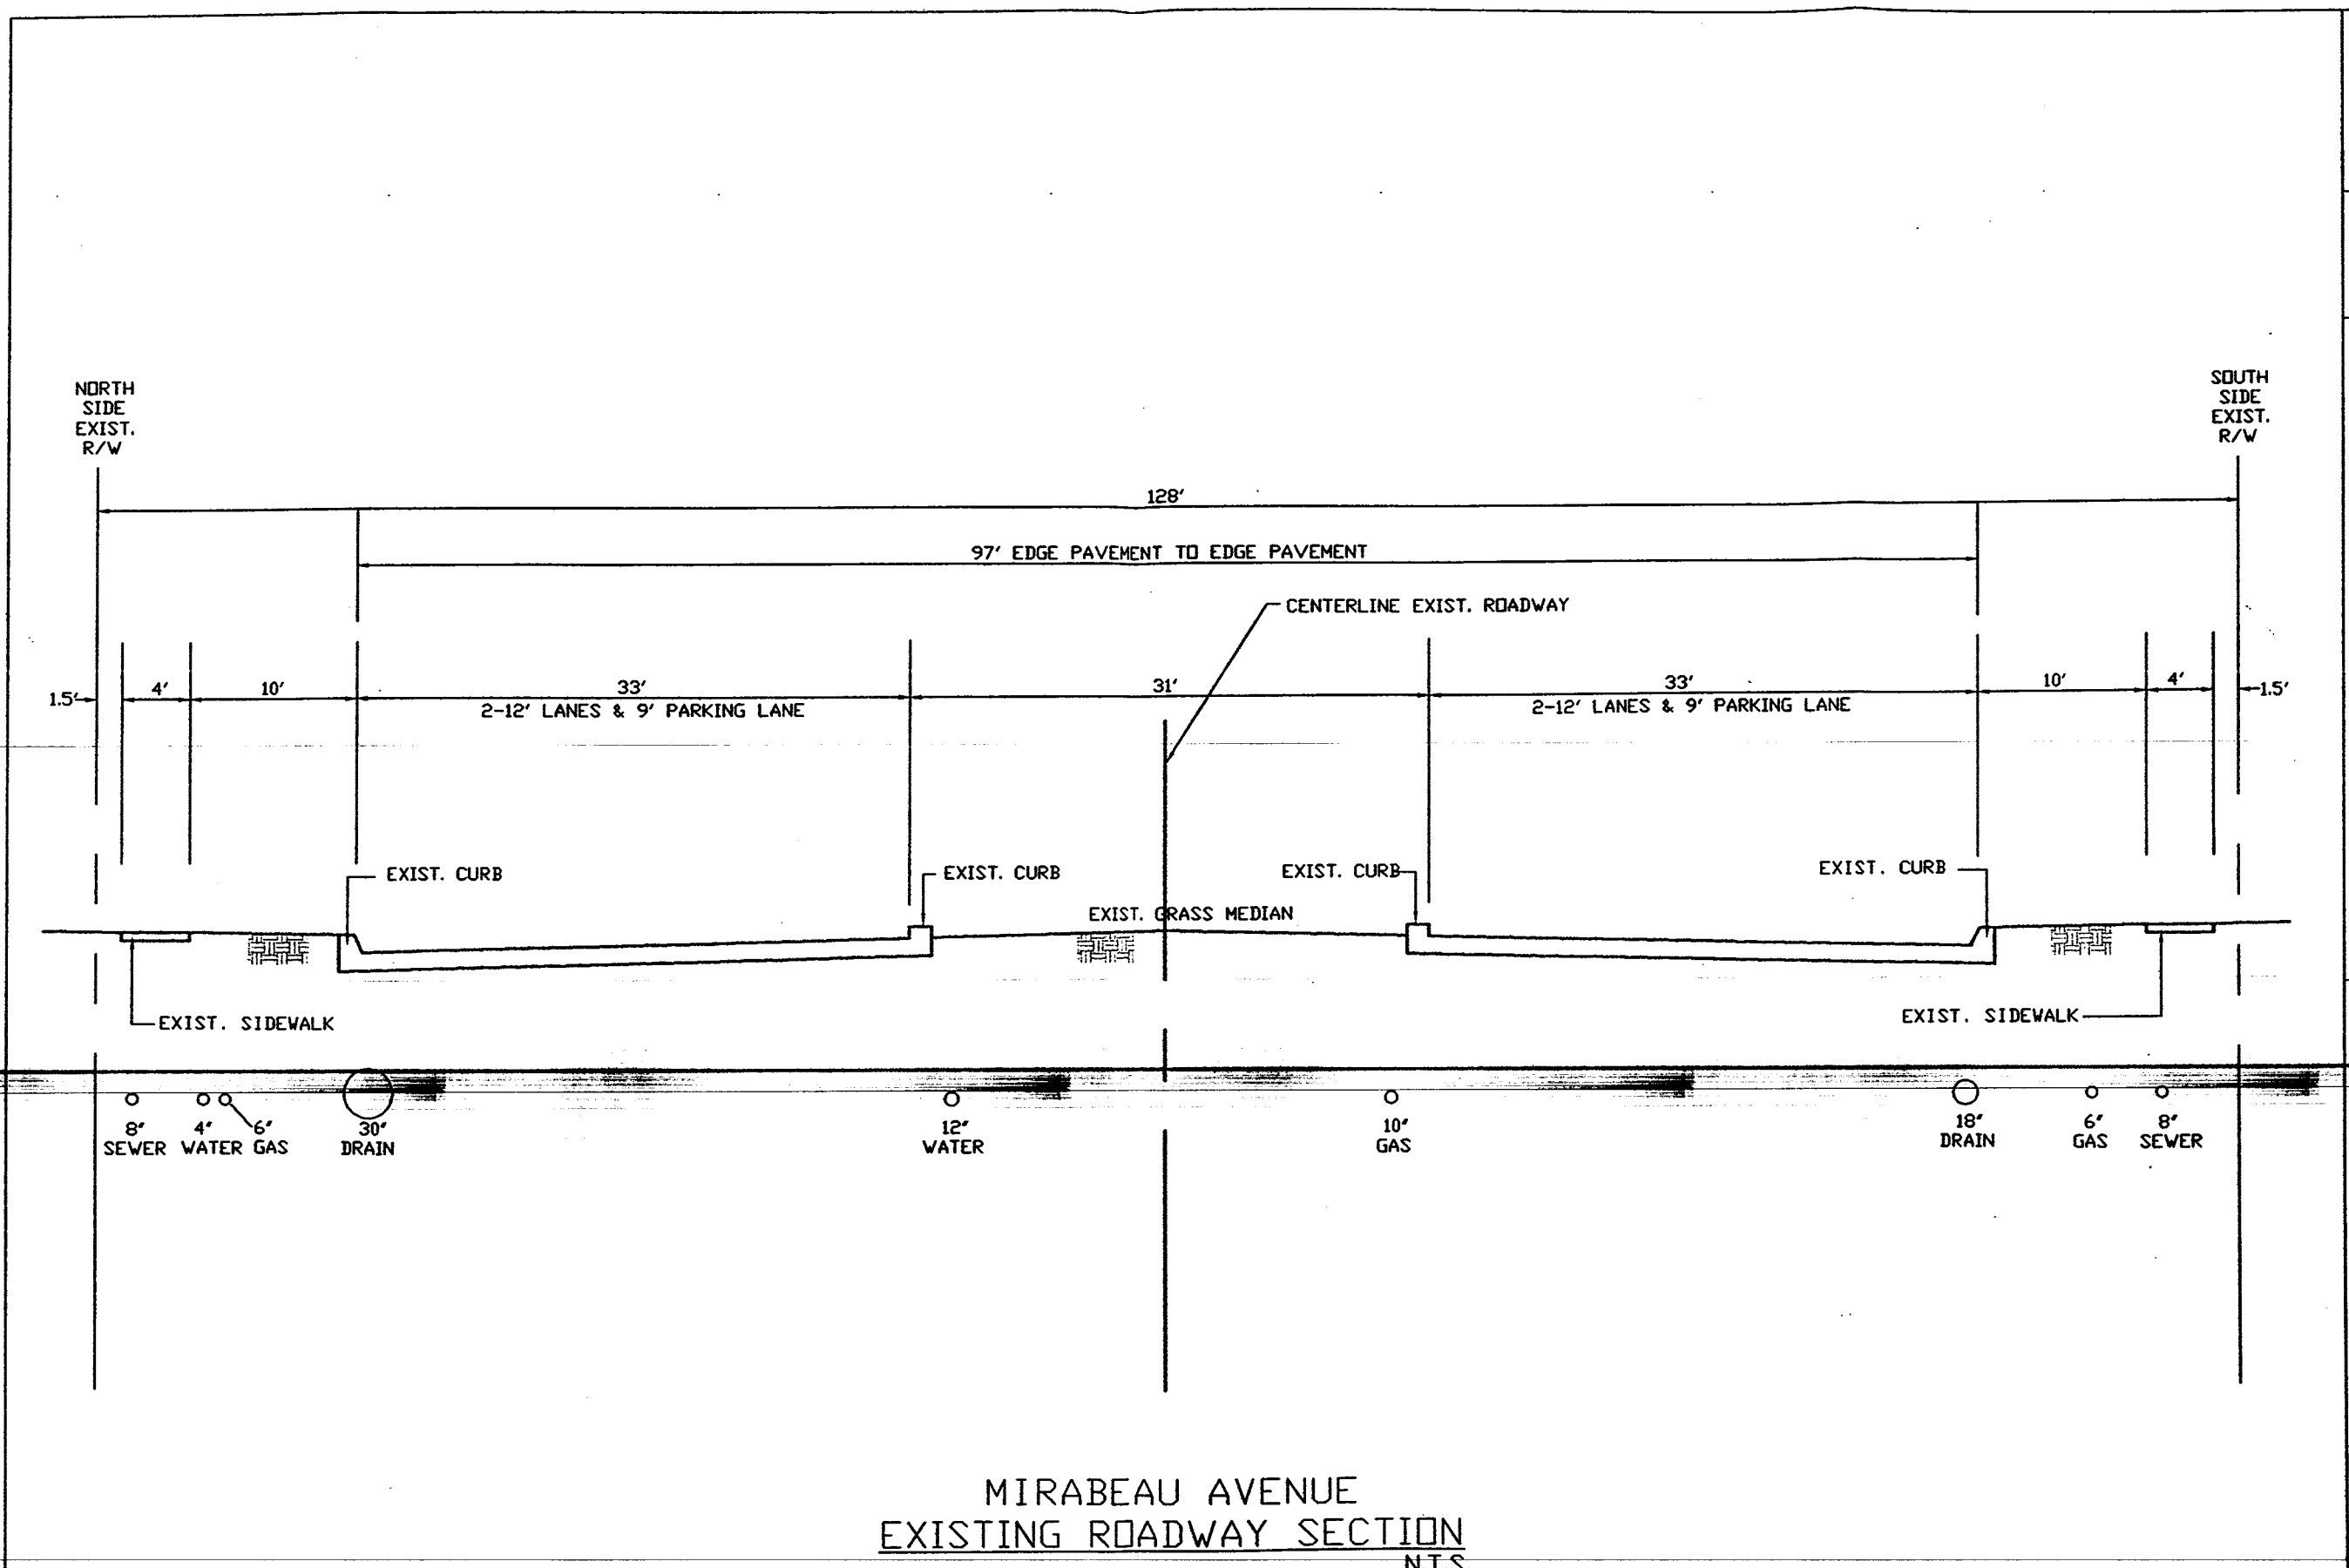 NORTH
SIDE
EXIST.
R/W
SOUTH
SIDE
EXIST.
R/W
128'
97' EDGE PAVEMENT TO EDGE PAVEMENT
CENTERLINE EXIST. ROADWAY
1.5'
4'
10'
33'
2-12' LANES & 9' PARKING LANE
31'
33'
2-12' LANES & 9' PARKING LANE
10'
4'
1.5'
EXIST. CURB
EXIST. CURB
EXIST. CURB
EXIST. CURB
EXIST. GRASS MEDIAN
EXIST. SIDEWALK
EXIST. SIDEWALK
8"
SEWER
4"
WATER
6"
GAS
30"
DRAIN
12"
WATER
10"
GAS
18"
DRAIN
6"
GAS
8"
SEWER
MIRABEAU AVENUE
EXISTING ROADWAY SECTION
NTS